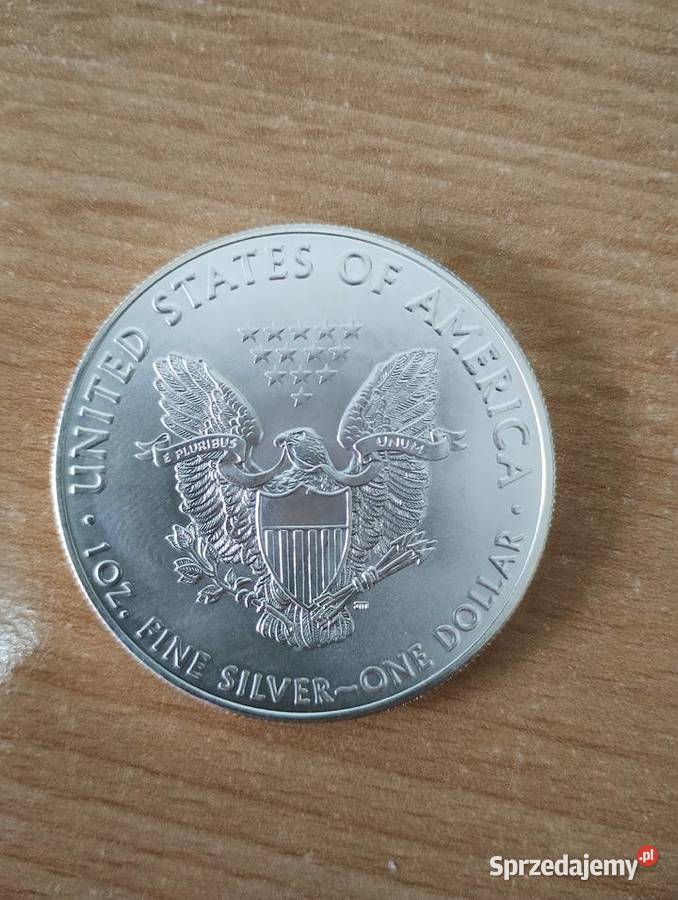 UNITED STATES OF AMERICA
E PLURIBUS UNUM
· 1 OZ. FINE SILVER~ONE DOLLAR ·
Sprzedajemy.pl